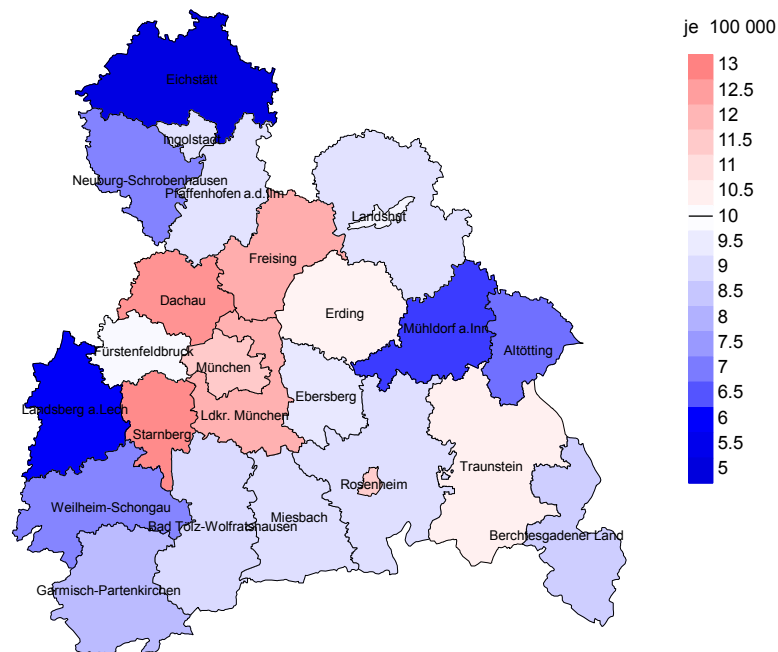 je 100 000
13
12.5
12
11.5
11
10.5
10
9.5
9
8.5
8
7.5
7
6.5
6
5.5
5
Eichstätt
Ingolstadt
Neuburg-Schrobenhausen
Pfaffenhofen a.d.Ilm
Landshst
Freising
Dachau
Erding
Mühldorf a.Inn
Altötting
Fürstenfeldbruck
München
Ebersberg
Landsberg a.Lech
Ldkr. München
Starnberg
Traunstein
Rosenheim
Weilheim-Schongau
Miesbach
Bad Tölz-Wolfratshausen
Berchtesgadener Land
Garmisch-Partenkirchen